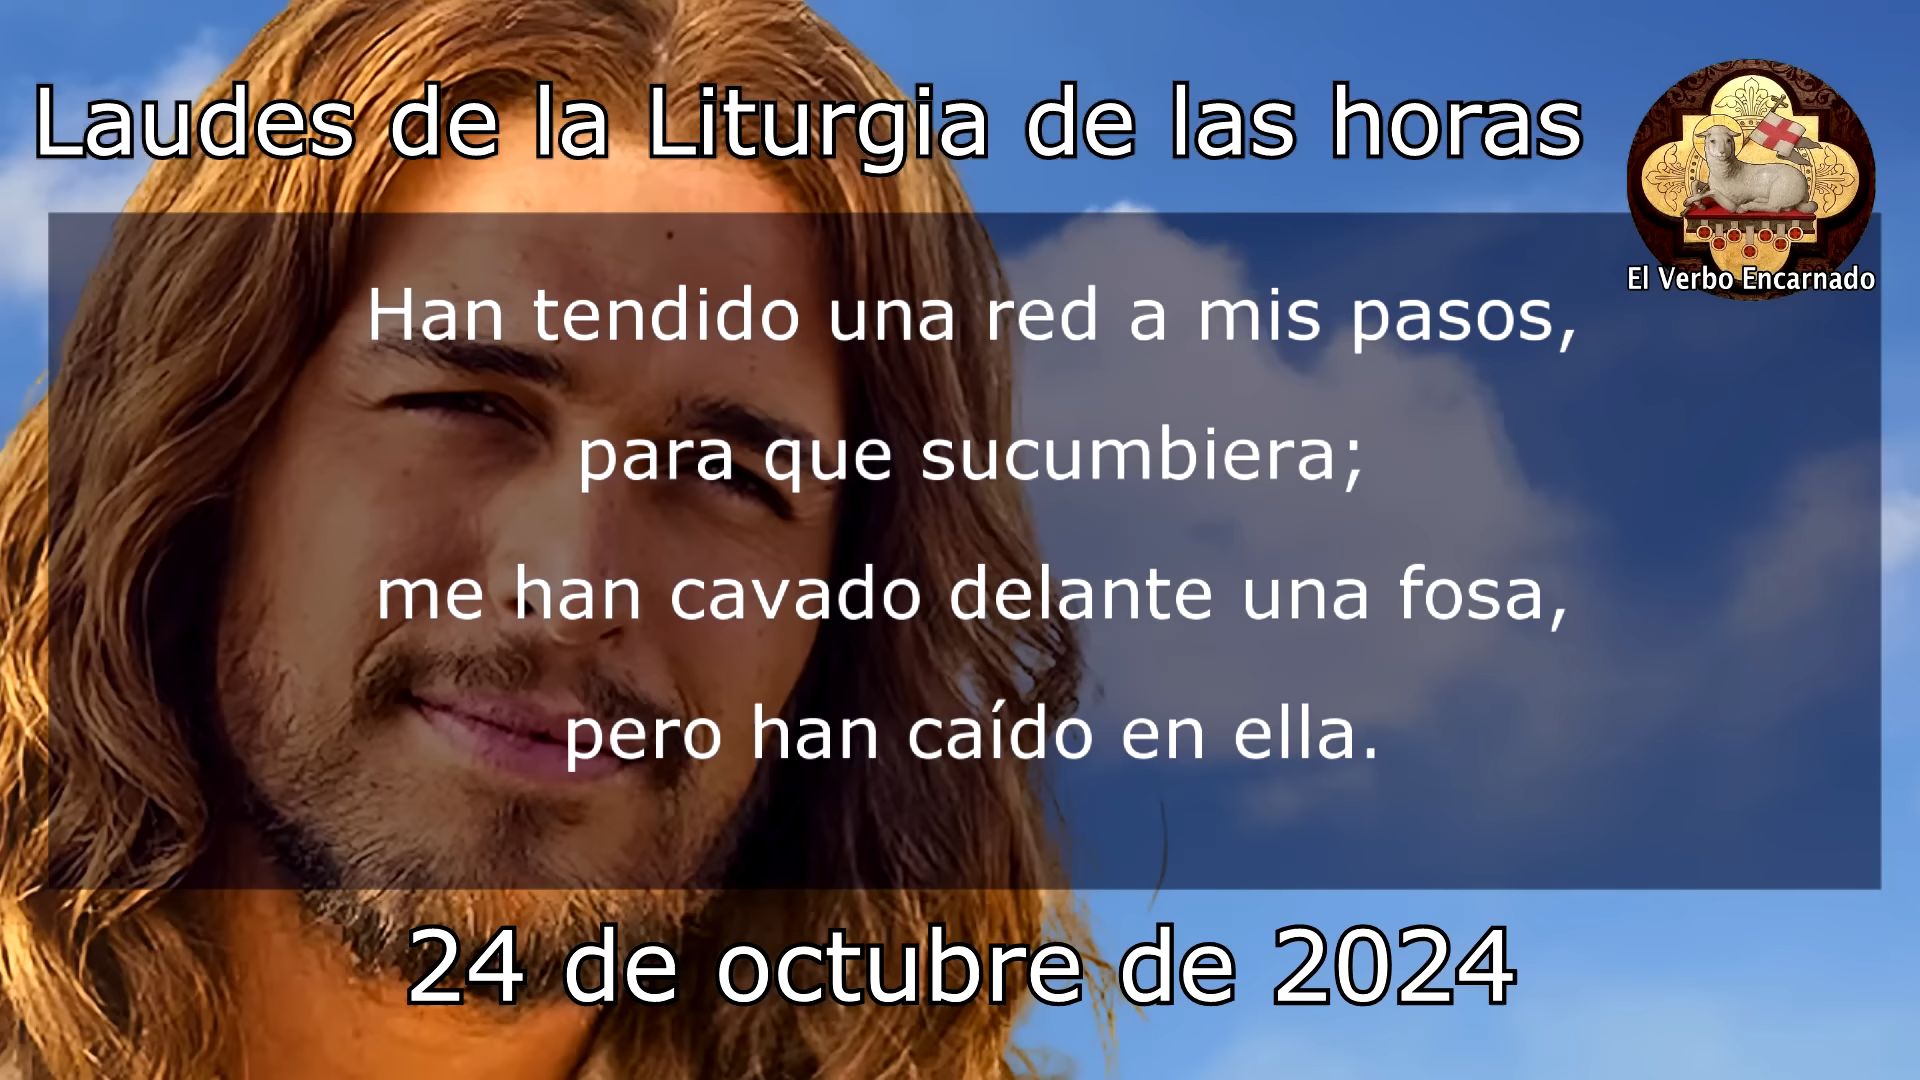 Laudes de la Liturgia de las horas
El Verbo Encarnado
Han tendido una red a mis pasos,
para que sucumbiera;
me han cavado delante una fosa,
pero han caído en ella.
24 de octubre de 2024